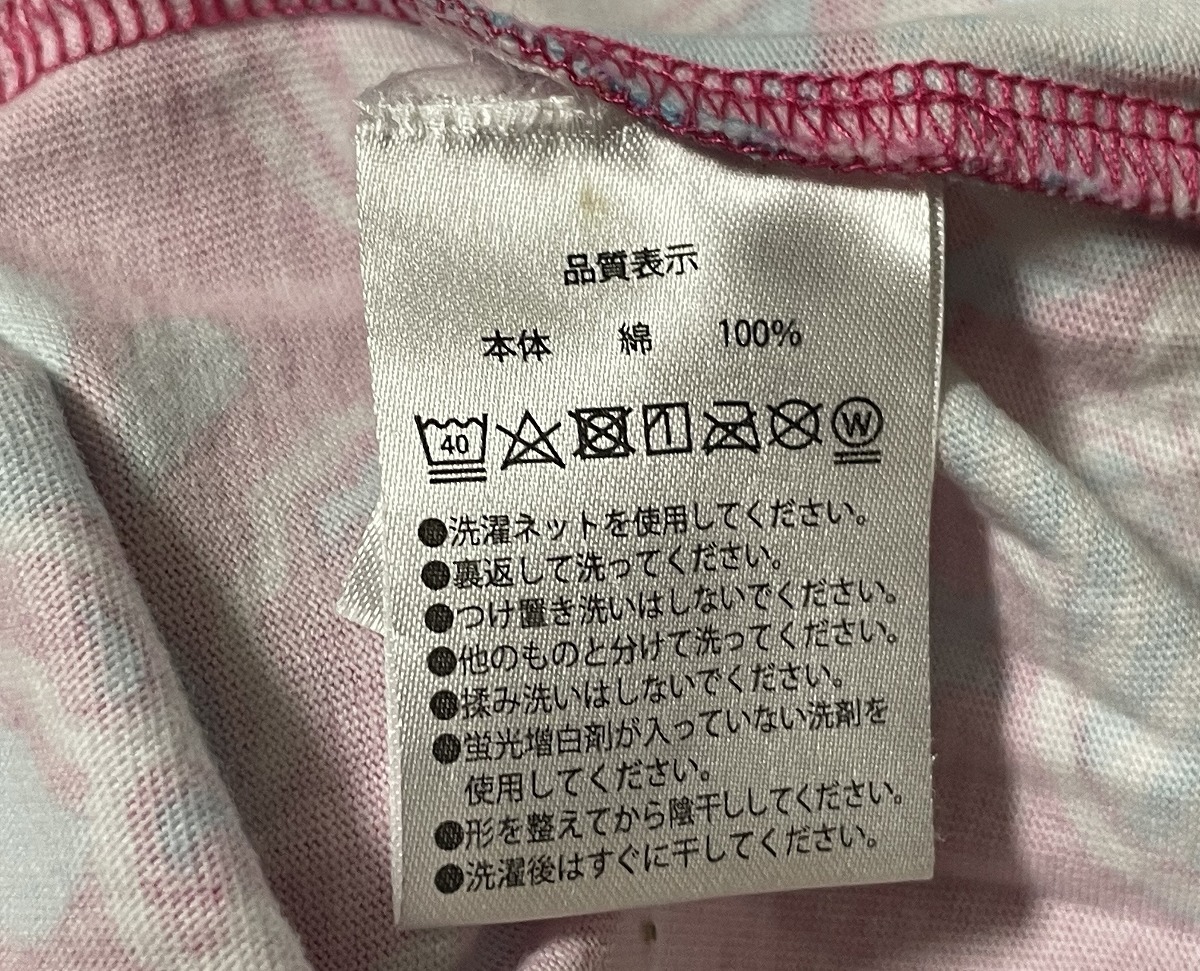 品質表示
本体 綿 100%
40 W
●洗濯ネットを使用してください。
●裏返して洗ってください。
●つけ置き洗いはしないでください。
●他のものと分けて洗ってください。
●揉み洗いはしないでください。
●蛍光増白剤が入っていない洗剤を
使用してください。
●形を整えてから陰干ししてください。
●洗濯後はすぐに干してください。